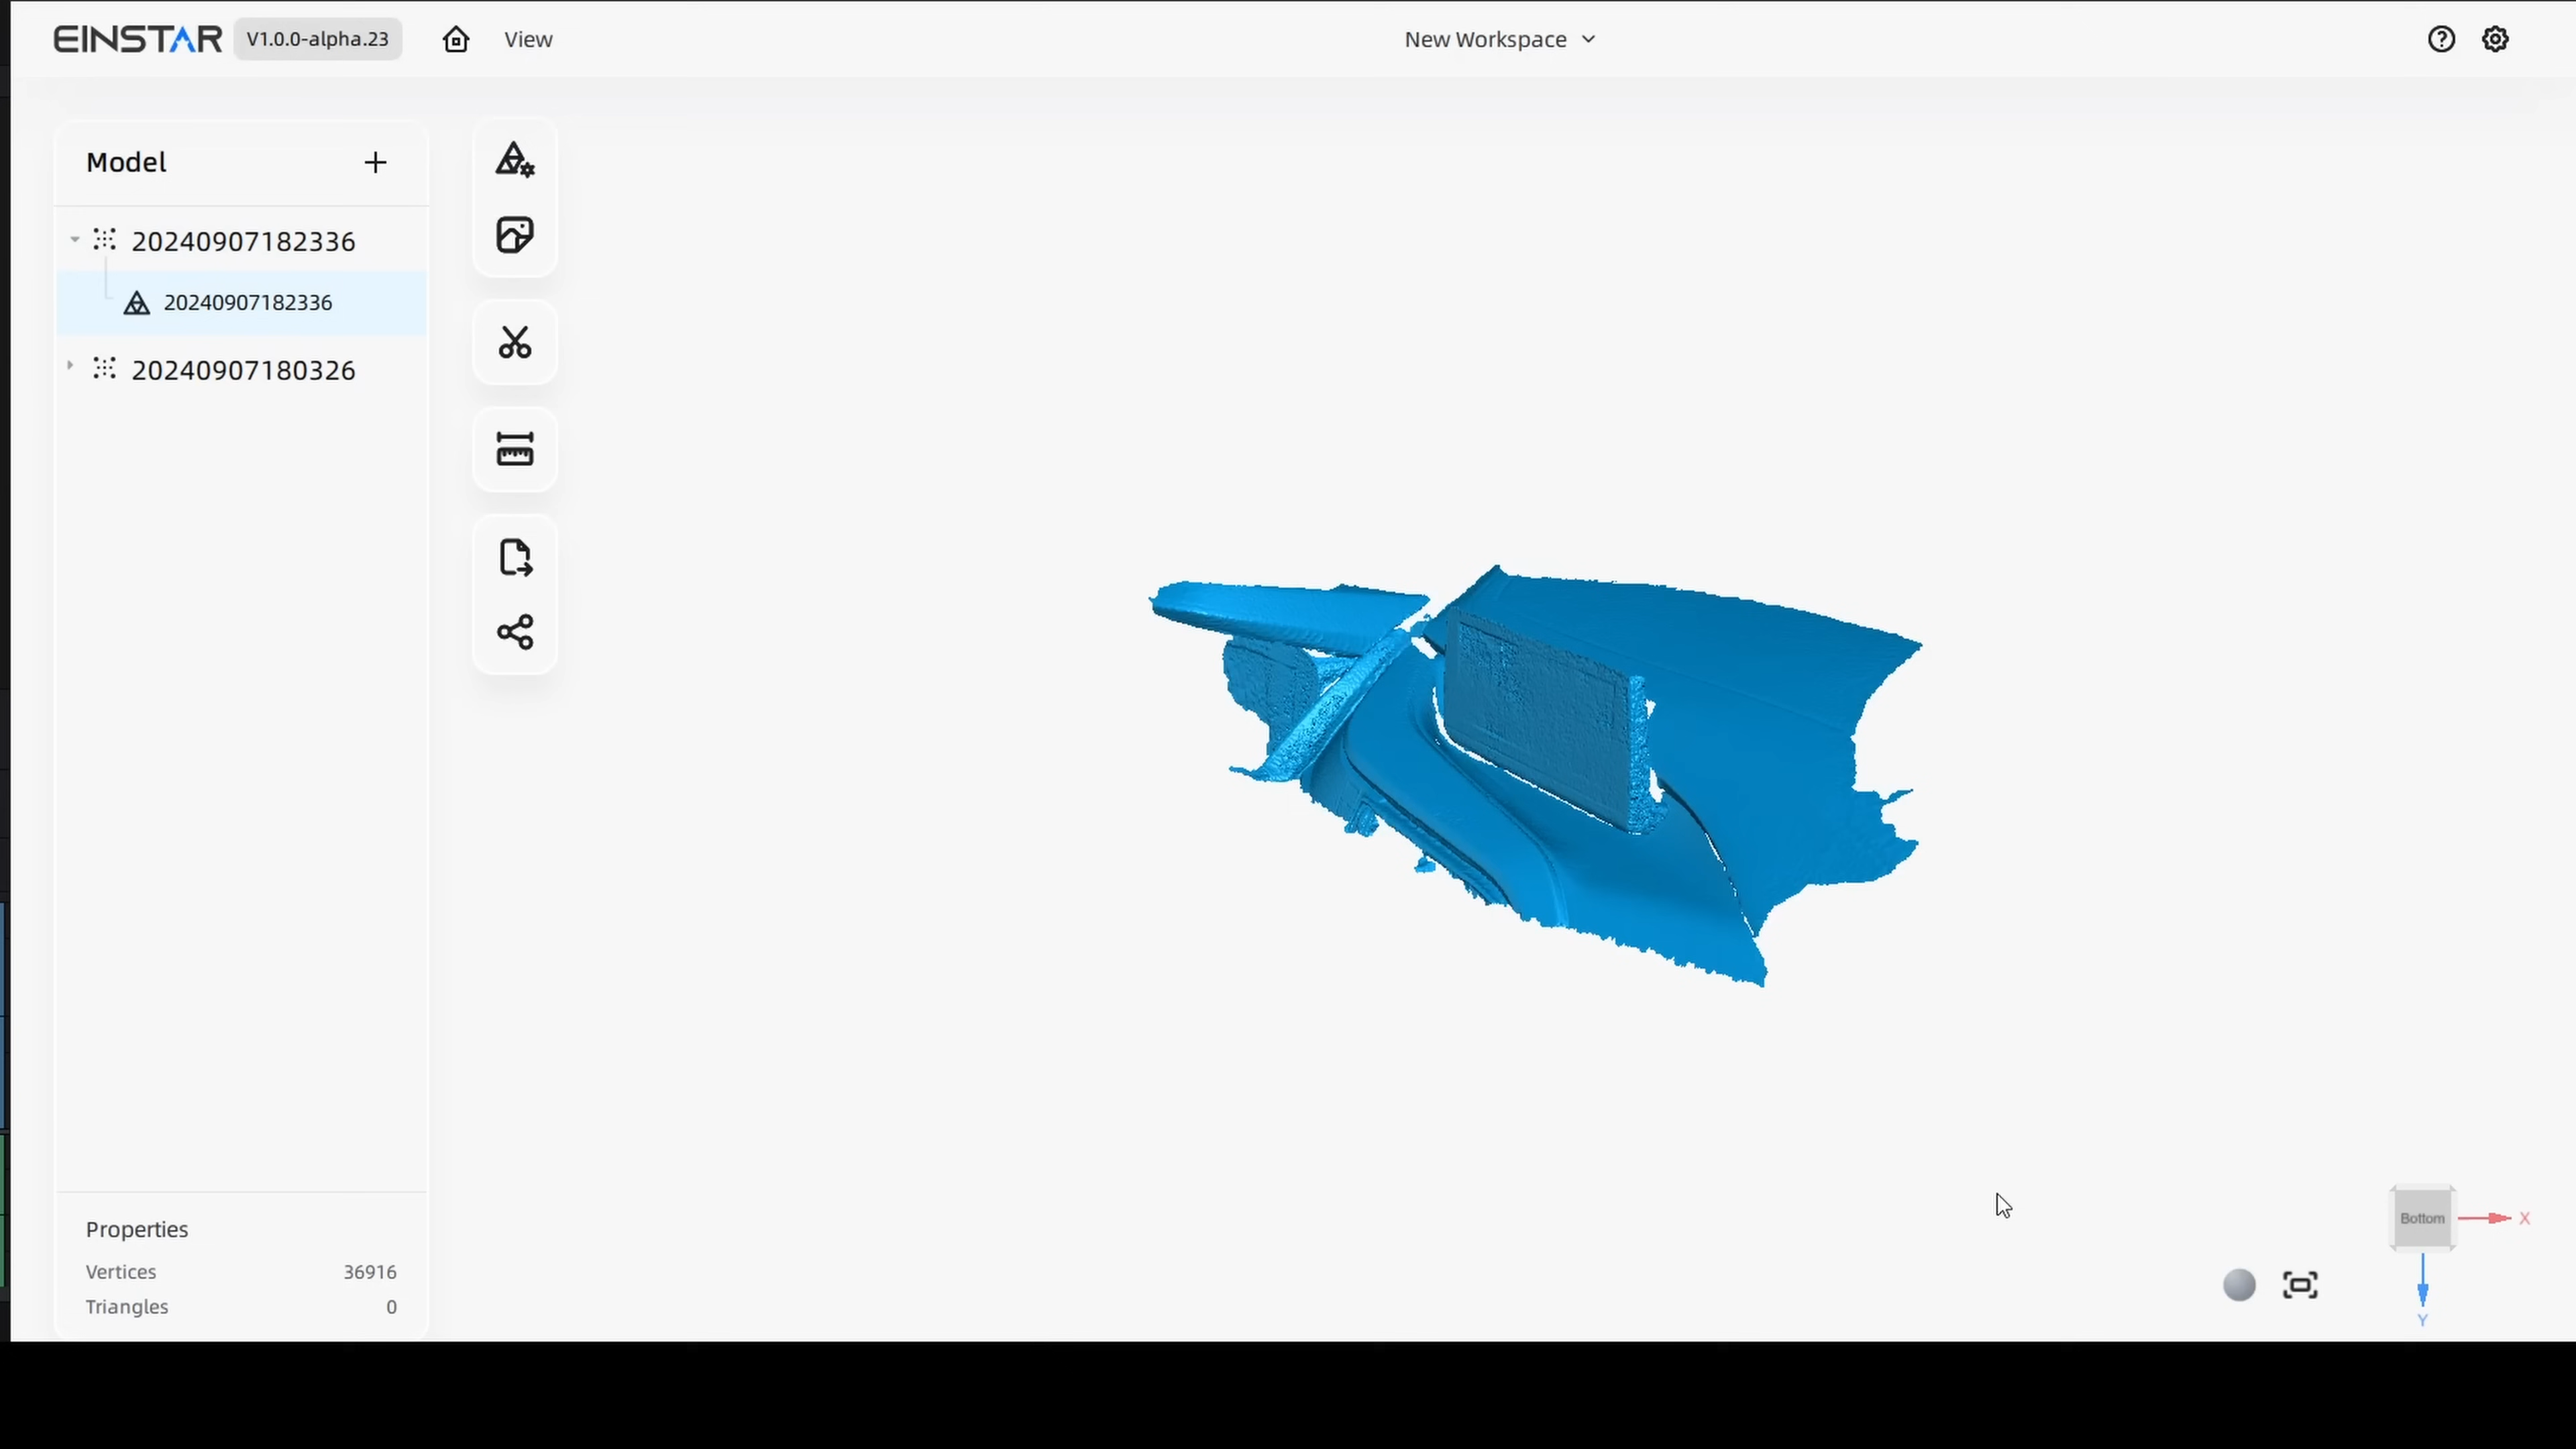 EINSTAR V1.0.0-alpha.23 View New Workspace
Model
20240907182336
20240907182336
20240907180326
Properties
Vertices 36916
Triangles 0
Bottom X
Y